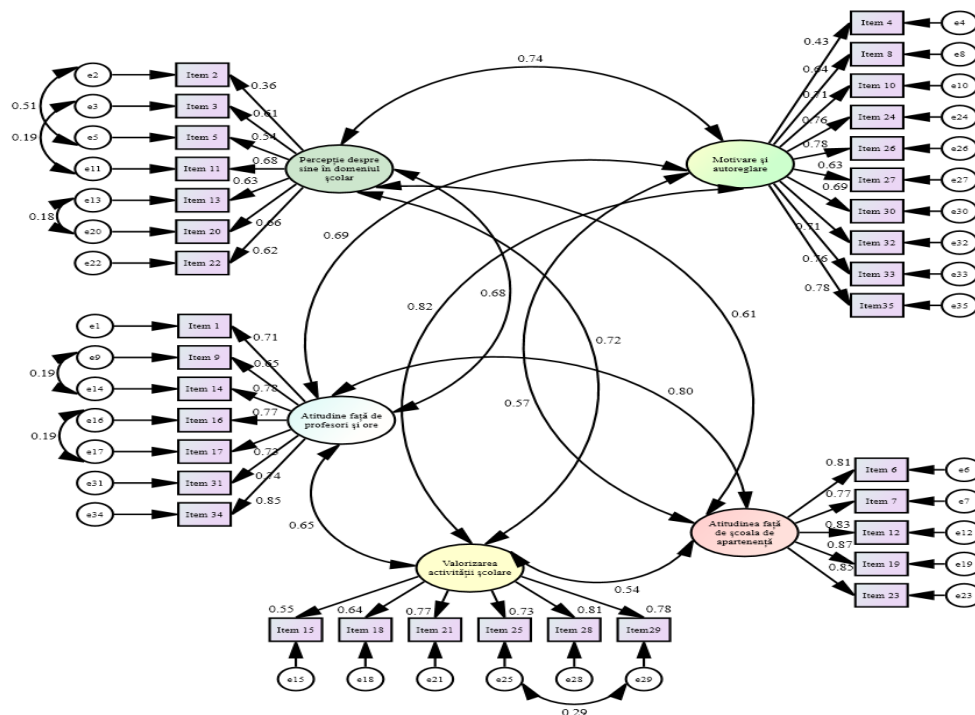 0.74
e2
Item 2
0.36
e3
Item 3
0.61
0.51
e5
Item 5
0.54
0.19
e11
Item 11
0.68
e13
Item 13
0.63
0.18
e20
Item 20
0.66
e22
Item 22
0.62
Percepție despre
sine în domeniul
școlar
Motivare și
autoreglare
0.43
Item 4
e4
0.64
Item 8
e8
0.71
Item 10
e10
0.76
Item 24
e24
0.78
Item 26
e26
0.63
Item 27
e27
0.69
Item 30
e30
0.71
Item 32
e32
0.76
Item 33
e33
0.78
Item35
e35
0.69
0.68
0.82
0.72
0.61
0.57
0.80
e1
Item 1
0.71
e9
Item 9
0.65
0.19
e14
Item 14
0.78
e16
Item 16
0.77
0.19
e17
Item 17
0.73
e31
Item 31
0.74
e34
Item 34
0.85
Atitudine față de
profesori și ore
0.65
0.54
Atitudinea față
de școala de
apartenență
0.81
Item 6
e6
0.77
Item 7
e7
0.83
Item 12
e12
0.87
Item 19
e19
0.85
Item 23
e23
Valorizarea
activității școlare
0.55
0.64
0.77
0.73
0.81
0.78
Item 15
Item 18
Item 21
Item 25
Item 28
Item29
e15
e18
e21
e25
e28
e29
0.29